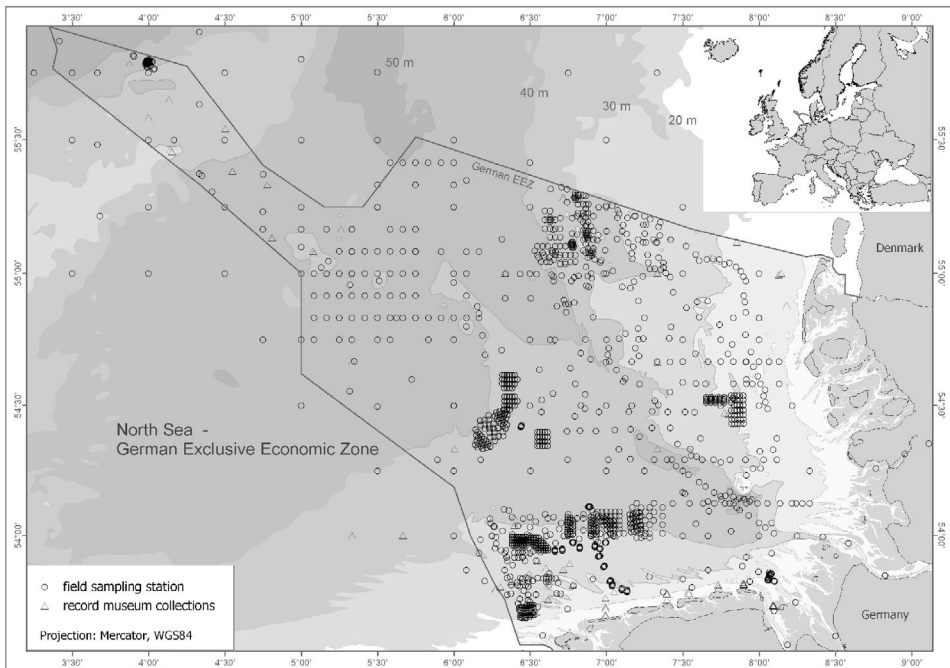 3°30' 4°00' 4°30' 5°00' 5°30' 6°00' 6°30' 7°00' 7°30' 8°00' 8°30' 9°00'
50 m
40 m
30 m
20 m
55°30' 55°30'
German EEZ
Denmark
55°00' 55°00'
54°30' 54°30'
North Sea -
German Exclusive Economic Zone
54°00' 54°00'
○ field sampling station
△ record museum collections
Projection: Mercator, WGS84
Germany
3°30' 4°00' 4°30' 5°00' 5°30' 6°00' 6°30' 7°00' 7°30' 8°00' 8°30' 9°00'